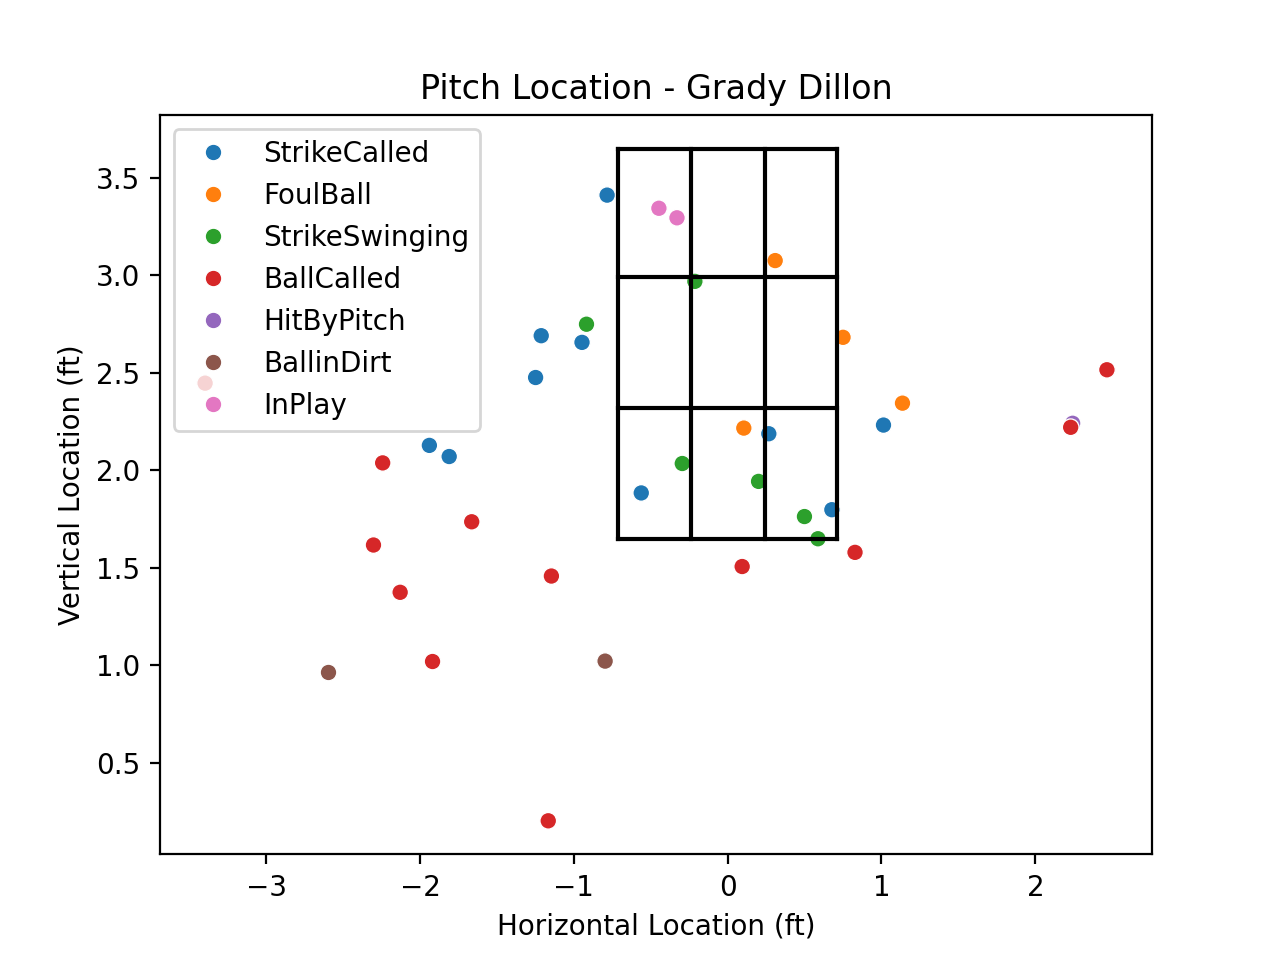 Pitch Location - Grady Dillon
StrikeCalled
FoulBall
StrikeSwinging
BallCalled
HitByPitch
BallinDirt
InPlay
3.5
3.0
2.5
2.0
1.5
1.0
0.5
Vertical Location (ft)
−3 −2 −1 0 1 2
Horizontal Location (ft)